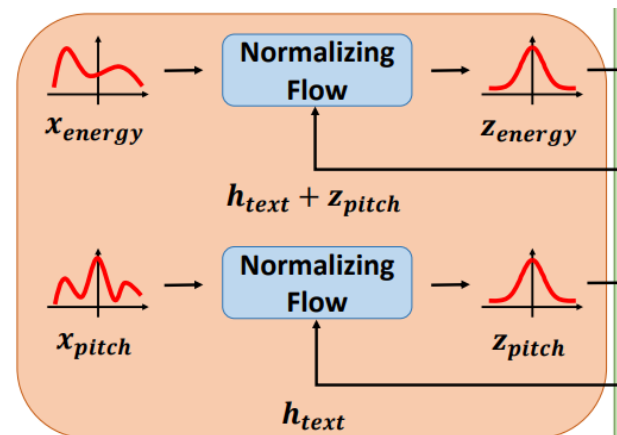 Normalizing
Flow
x_energy
z_energy
h_text + z_pitch
Normalizing
Flow
x_pitch
z_pitch
h_text